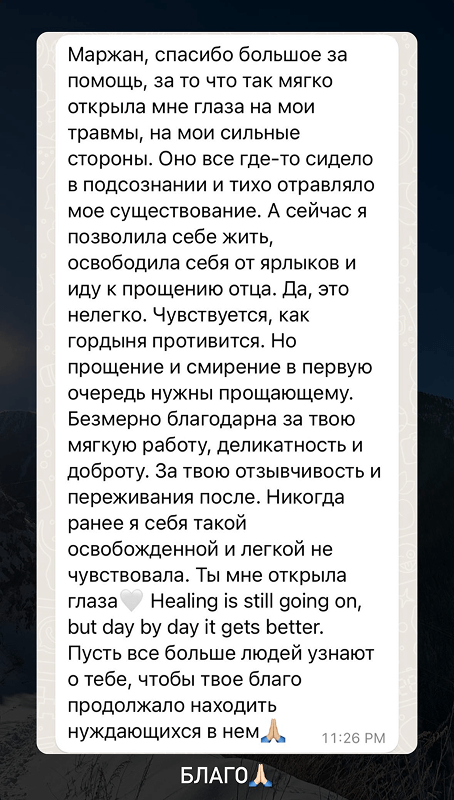 Маржан, спасибо большое за
помощь, за то что так мягко
открыла мне глаза на мои
травмы, на мои сильные
стороны. Оно все где-то сидело
в подсознании и тихо отравляло
мое существование. А сейчас я
позволила себе жить,
освободила себя от ярлыков и
иду к прощению отца. Да, это
нелегко. Чувствуется, как
гордыня противится. Но
прощение и смирение в первую
очередь нужны прощающему.
Безмерно благодарна за твою
мягкую работу, деликатность и
доброту. За твою отзывчивость и
переживания после. Никогда
ранее я себя такой
освобожденной и легкой не
чувствовала. Ты мне открыла
глаза🤍 Healing is still going on,
but day by day it gets better.
Пусть все больше людей узнают
о тебе, чтобы твое благо
продолжало находить
нуждающихся в нем🙏🏼 11:26 PM
БЛАГО🙏🏼